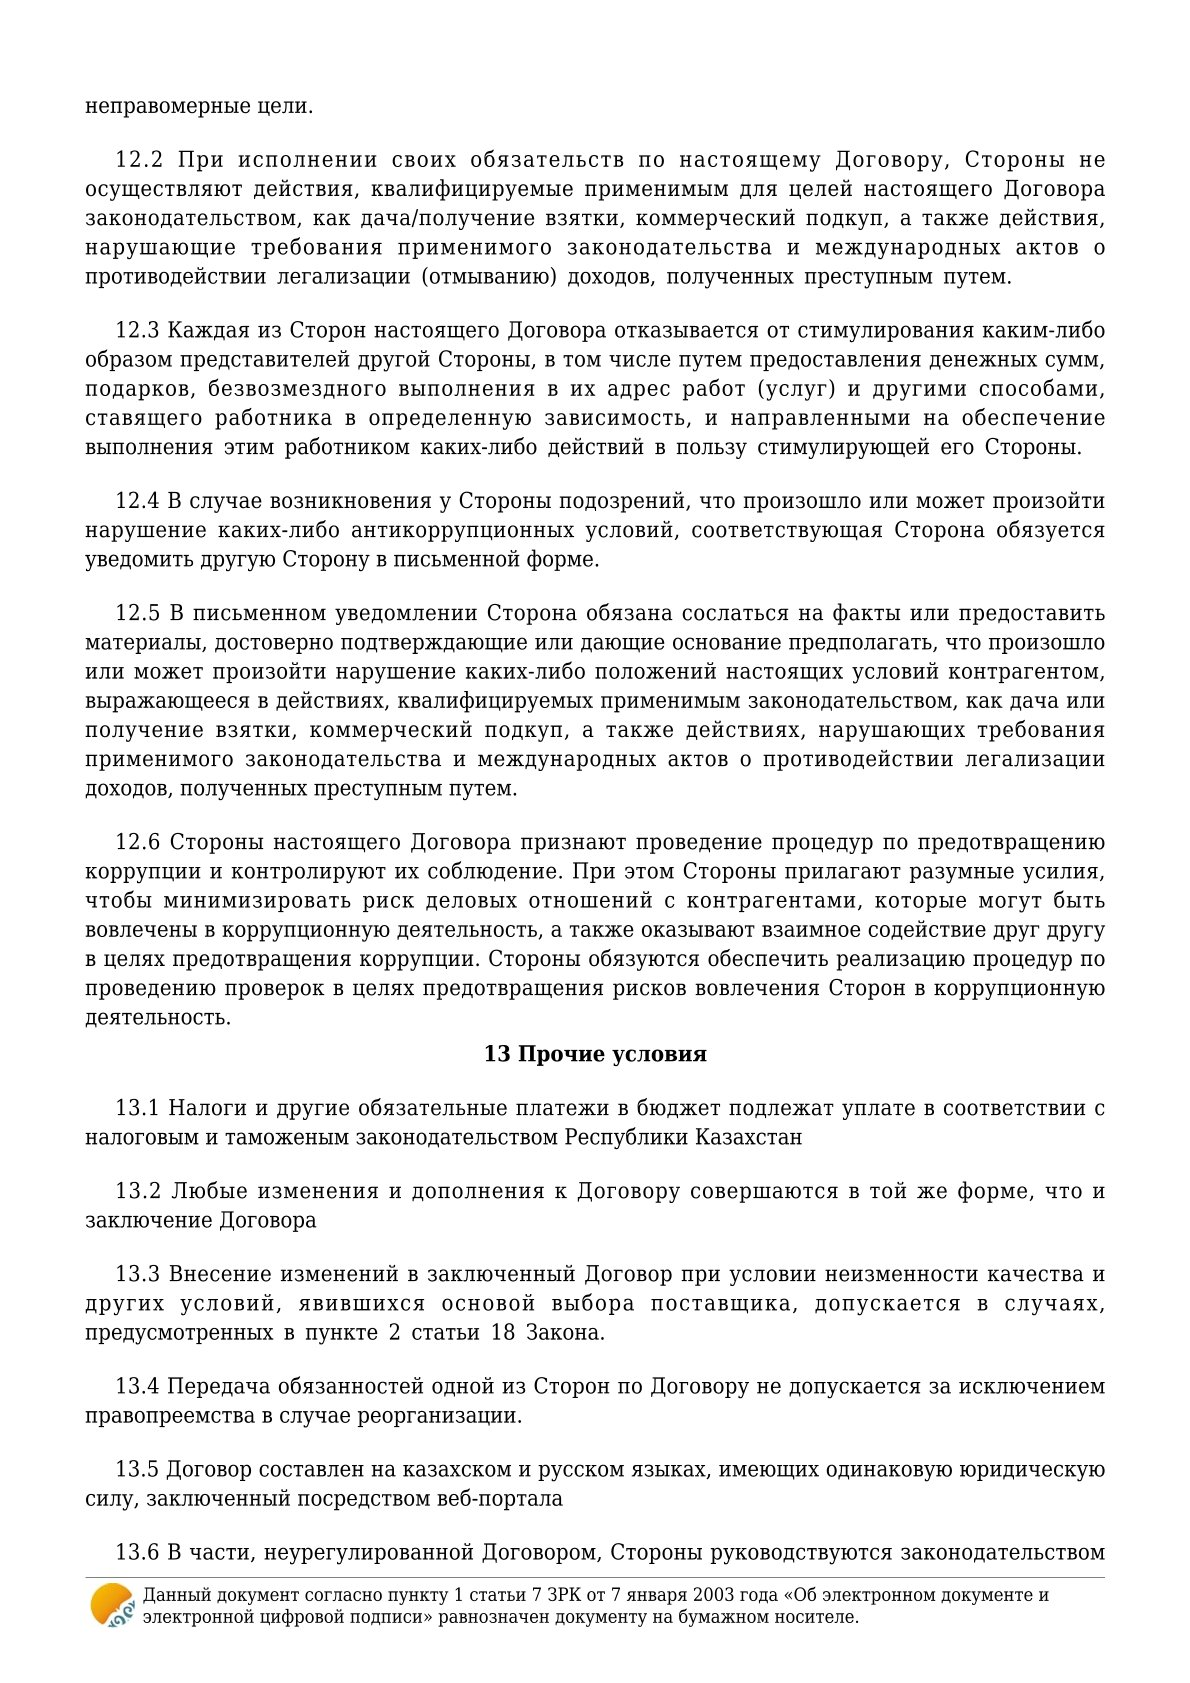 неправомерные цели.
12.2 При исполнении своих обязательств по настоящему Договору, Стороны не
осуществляют действия, квалифицируемые применимым для целей настоящего Договора
законодательством, как дача/получение взятки, коммерческий подкуп, а также действия,
нарушающие требования применимого законодательства и международных актов о
противодействии легализации (отмыванию) доходов, полученных преступным путем.
12.3 Каждая из Сторон настоящего Договора отказывается от стимулирования каким-либо
образом представителей другой Стороны, в том числе путем предоставления денежных сумм,
подарков, безвозмездного выполнения в их адрес работ (услуг) и другими способами,
ставящего работника в определенную зависимость, и направленными на обеспечение
выполнения этим работником каких-либо действий в пользу стимулирующей его Стороны.
12.4 В случае возникновения у Стороны подозрений, что произошло или может произойти
нарушение каких-либо антикоррупционных условий, соответствующая Сторона обязуется
уведомить другую Сторону в письменной форме.
12.5 В письменном уведомлении Сторона обязана сослаться на факты или предоставить
материалы, достоверно подтверждающие или дающие основание предполагать, что произошло
или может произойти нарушение каких-либо положений настоящих условий контрагентом,
выражающееся в действиях, квалифицируемых применимым законодательством, как дача или
получение взятки, коммерческий подкуп, а также действиях, нарушающих требования
применимого законодательства и международных актов о противодействии легализации
доходов, полученных преступным путем.
12.6 Стороны настоящего Договора признают проведение процедур по предотвращению
коррупции и контролируют их соблюдение. При этом Стороны прилагают разумные усилия,
чтобы минимизировать риск деловых отношений с контрагентами, которые могут быть
вовлечены в коррупционную деятельность, а также оказывают взаимное содействие друг другу
в целях предотвращения коррупции. Стороны обязуются обеспечить реализацию процедур по
проведению проверок в целях предотвращения рисков вовлечения Сторон в коррупционную
деятельность.
13 Прочие условия
13.1 Налоги и другие обязательные платежи в бюджет подлежат уплате в соответствии с
налоговым и таможеным законодательством Республики Казахстан
13.2 Любые изменения и дополнения к Договору совершаются в той же форме, что и
заключение Договора
13.3 Внесение изменений в заключенный Договор при условии неизменности качества и
других условий, явившихся основой выбора поставщика, допускается в случаях,
предусмотренных в пункте 2 статьи 18 Закона.
13.4 Передача обязанностей одной из Сторон по Договору не допускается за исключением
правопреемства в случае реорганизации.
13.5 Договор составлен на казахском и русском языках, имеющих одинаковую юридическую
силу, заключенный посредством веб-портала
13.6 В части, неурегулированной Договором, Стороны руководствуются законодательством
Данный документ согласно пункту 1 статьи 7 ЗРК от 7 января 2003 года «Об электронном документе и
электронной цифровой подписи» равнозначен документу на бумажном носителе.